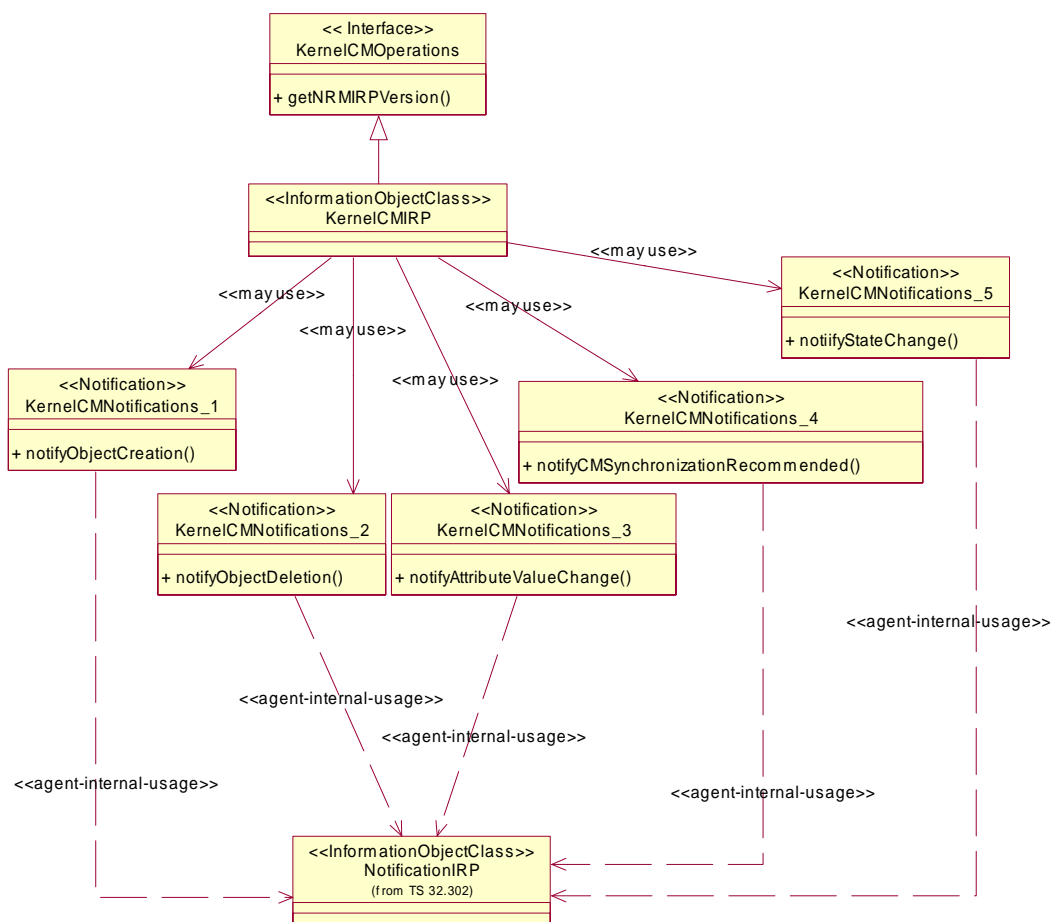 << Interface>>
KernelCMOperations
+ getNRMIRPVersion()
<<InformationObjectClass>>
KernelCMIRP
<<may use>>
<<may use>>
<<may use>>
<<may use>>
<<may use>>
<<Notification>>
KernelCMNotifications_5
+ notiifyStateChange()
<<Notification>>
KernelCMNotifications_1
+ notifyObjectCreation()
<<Notification>>
KernelCMNotifications_4
+ notifyCMSynchronizationRecommended()
<<Notification>>
KernelCMNotifications_2
+ notifyObjectDeletion()
<<Notification>>
KernelCMNotifications_3
+ notifyAttributeValueChange()
<<agent-internal-usage>>
<<agent-internal-usage>>
<<agent-internal-usage>>
<<agent-internal-usage>>
<<agent-internal-usage>>
<<InformationObjectClass>>
NotificationIRP
(from TS 32.302)